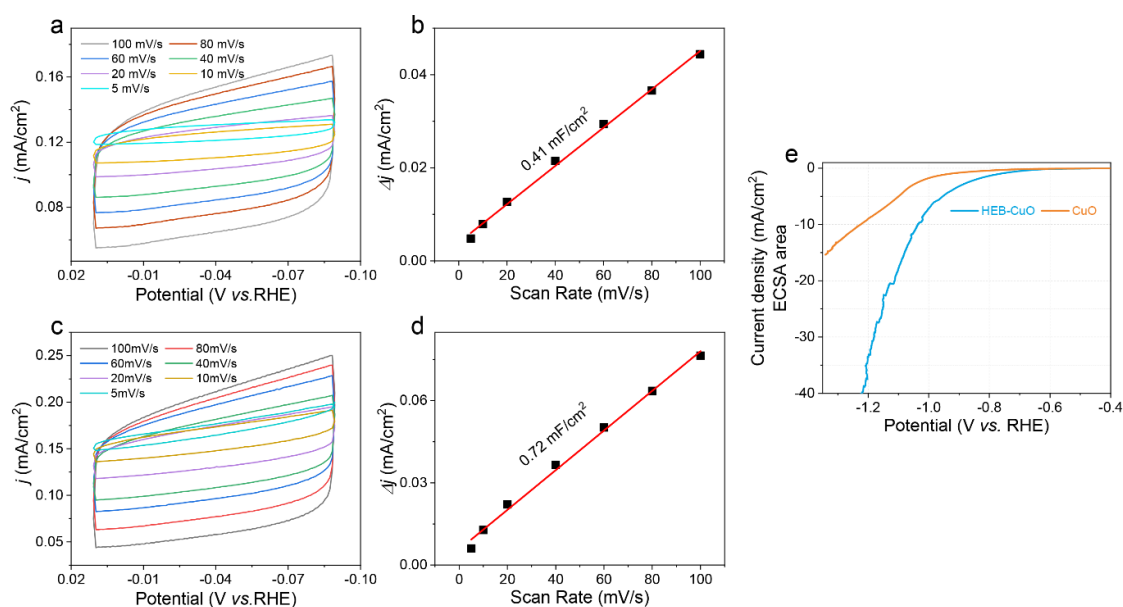 a
100 mV/s 80 mV/s
60 mV/s 40 mV/s
20 mV/s 10 mV/s
5 mV/s
0.16
0.12
0.08
j (mA/cm²)
0.02 -0.01 -0.04 -0.07 -0.10
Potential (V vs.RHE)
b
0.04
0.02
0.00
Δj (mA/cm²)
0.41 mF/cm²
0 20 40 60 80 100
Scan Rate (mV/s)
c
100mV/s 80mV/s
60mV/s 40mV/s
20mV/s 10mV/s
5mV/s
0.25
0.20
0.15
0.10
0.05
j (mA/cm²)
0.02 -0.01 -0.04 -0.07 -0.10
Potential (V vs.RHE)
d
0.06
0.03
0.00
Δj (mA/cm²)
0.72 mF/cm²
0 20 40 60 80 100
Scan Rate (mV/s)
e
0
-10
-20
-30
-40
Current density (mA/cm²)
ECSA area
HEB-CuO CuO
-1.2 -1.0 -0.8 -0.6 -0.4
Potential (V vs. RHE)